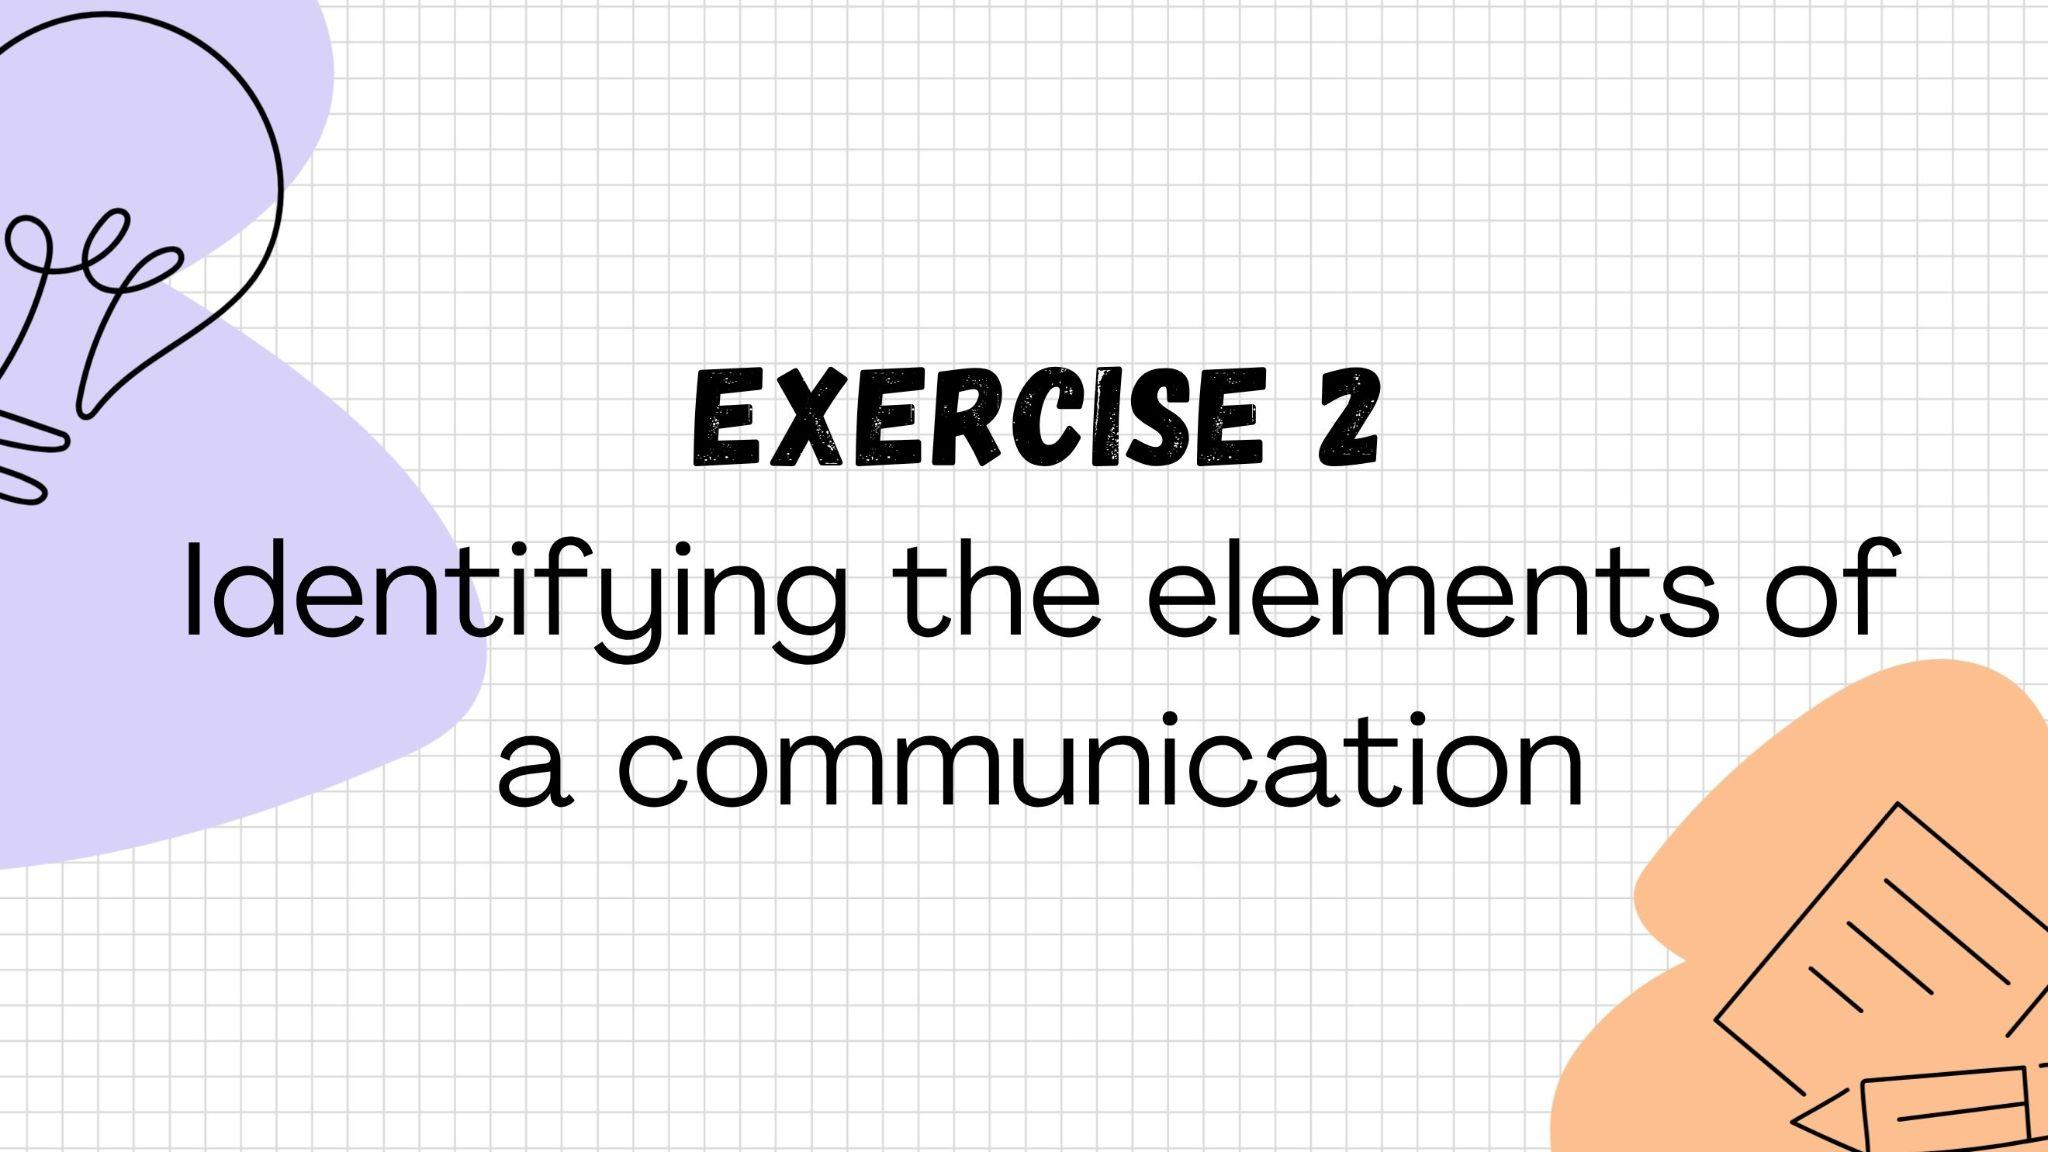 EXERCISE 2
Identifying the elements of
a communication